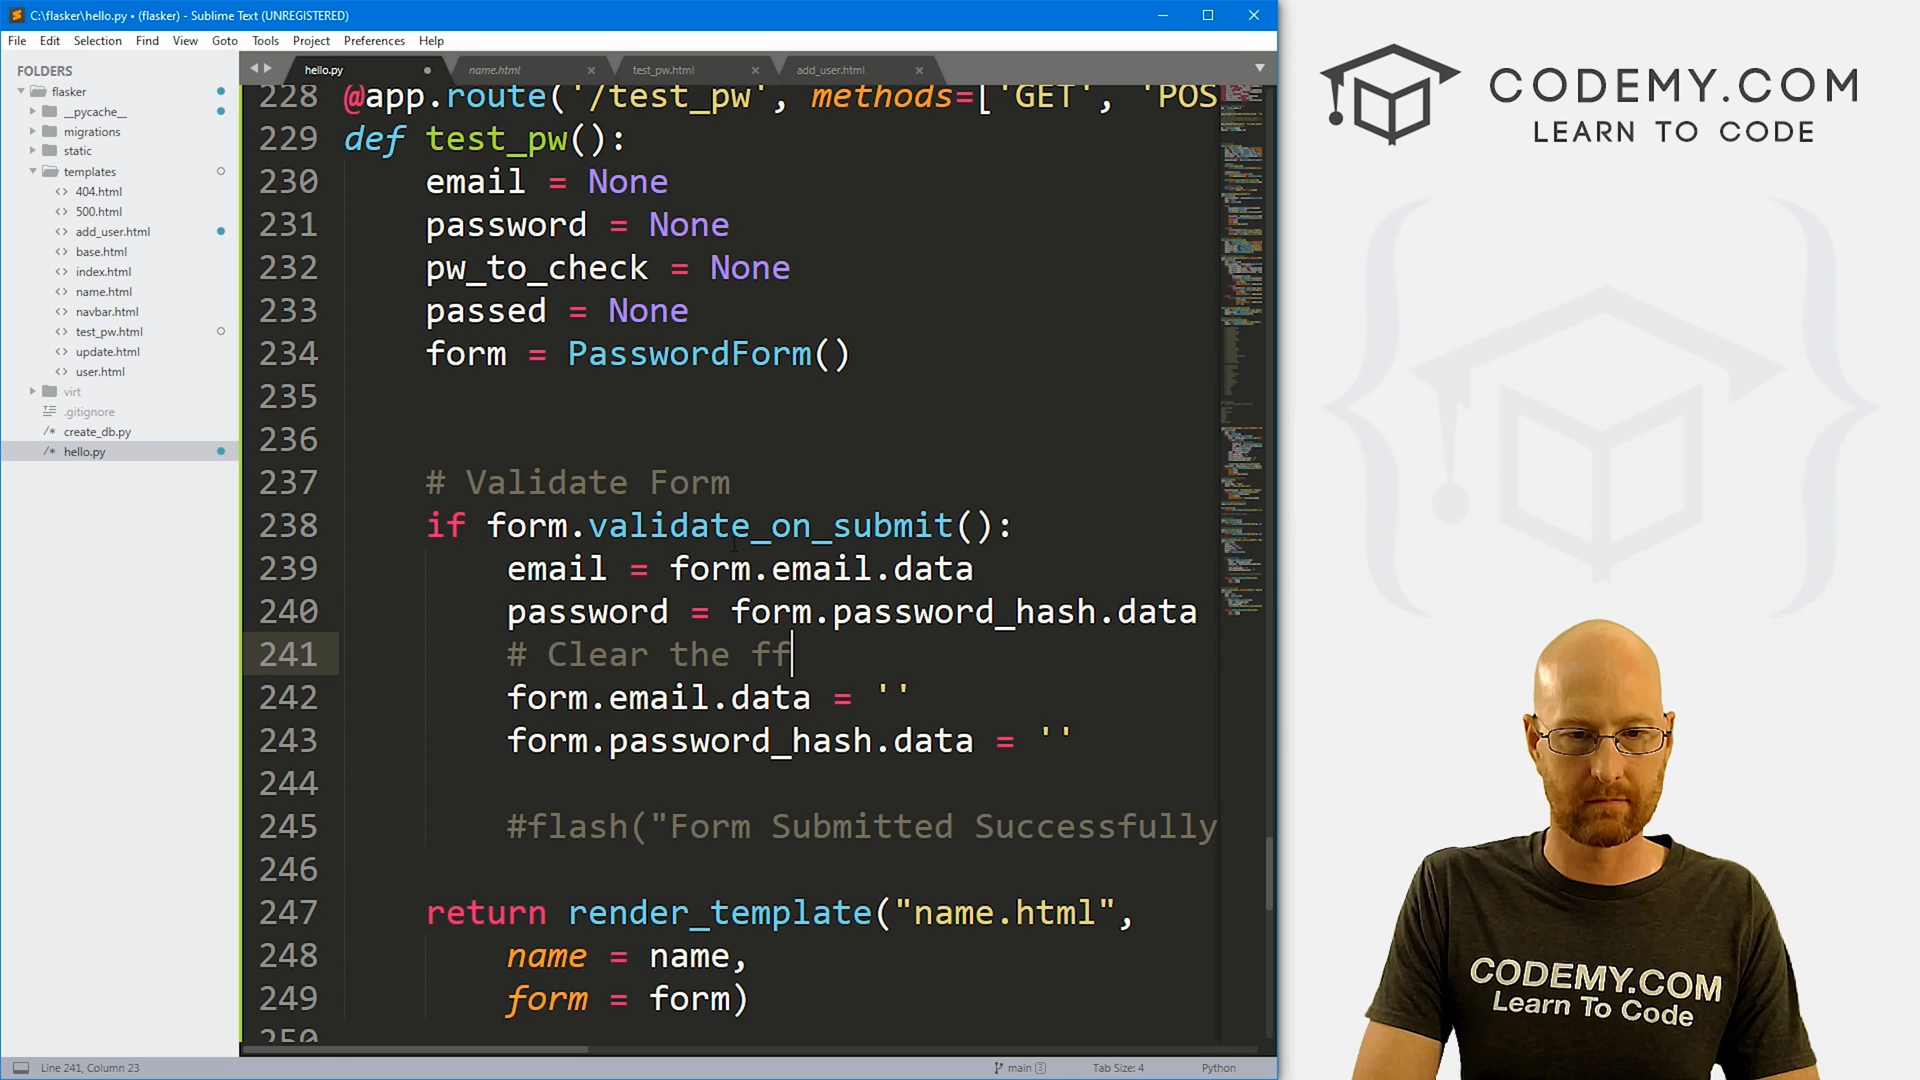 C:\flasker\hello.py • (flasker) - Sublime Text (UNREGISTERED)
File Edit Selection Find View Goto Tools Project Preferences Help
FOLDERS
flasker
__pycache__
migrations
static
templates
404.html
500.html
add_user.html
base.html
index.html
name.html
navbar.html
test_pw.html
update.html
user.html
virt
.gitignore
create_db.py
hello.py
hello.py name.html test_pw.html add_user.html
228 @app.route('/test_pw', methods=['GET', 'POS
229 def test_pw():
230 email = None
231 password = None
232 pw_to_check = None
233 passed = None
234 form = PasswordForm()
235
236
237 # Validate Form
238 if form.validate_on_submit():
239 email = form.email.data
240 password = form.password_hash.data
241 # Clear the ff
242 form.email.data = ''
243 form.password_hash.data = ''
244
245 #flash("Form Submitted Successfully
246
247 return render_template("name.html",
248 name = name,
249 form = form)
250
Line 241, Column 23 main 3 Tab Size: 4 Python
CODEMY.COM
LEARN TO CODE
CODEMY.COM
Learn To Code